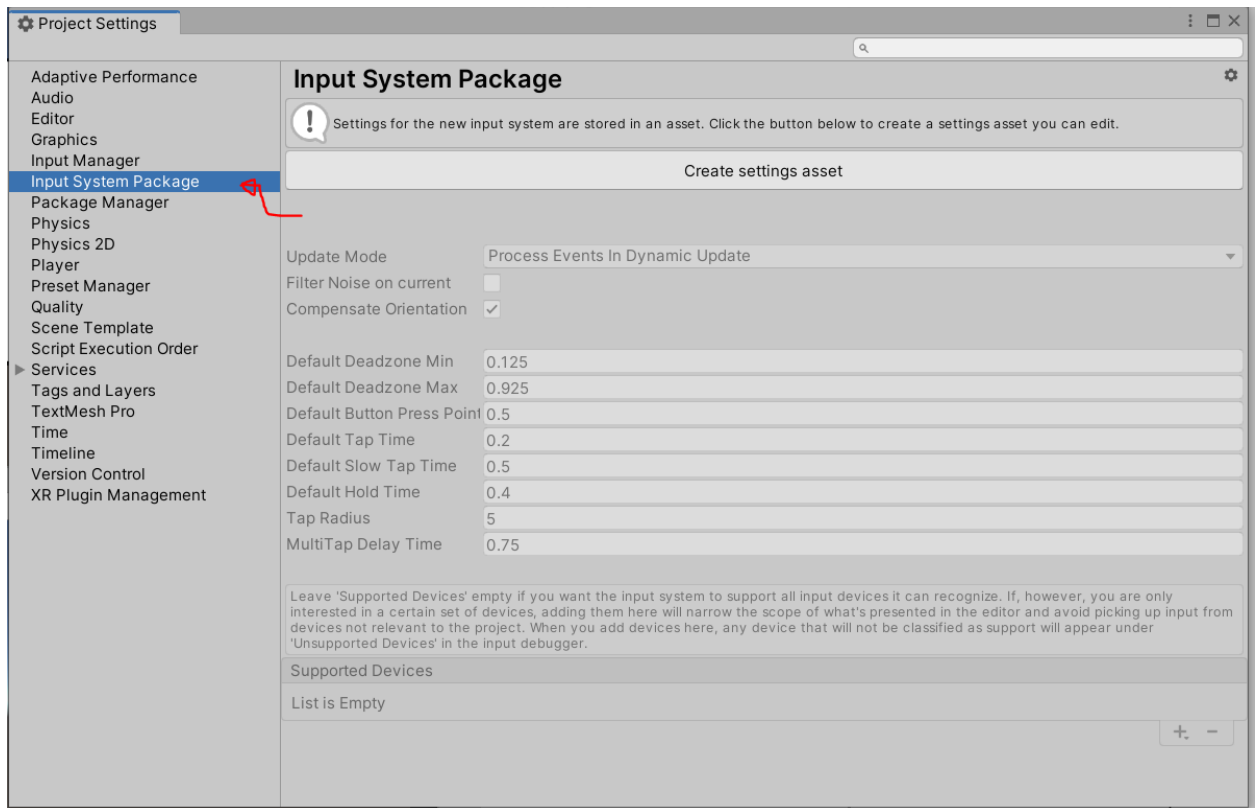 Project Settings
Adaptive Performance
Audio
Editor
Graphics
Input Manager
Input System Package
Package Manager
Physics
Physics 2D
Player
Preset Manager
Quality
Scene Template
Script Execution Order
Services
Tags and Layers
TextMesh Pro
Time
Timeline
Version Control
XR Plugin Management
Input System Package
Settings for the new input system are stored in an asset. Click the button below to create a settings asset you can edit.
Create settings asset
Update Mode Process Events In Dynamic Update
Filter Noise on current
Compensate Orientation
Default Deadzone Min 0.125
Default Deadzone Max 0.925
Default Button Press Point 0.5
Default Tap Time 0.2
Default Slow Tap Time 0.5
Default Hold Time 0.4
Tap Radius 5
MultiTap Delay Time 0.75
Leave 'Supported Devices' empty if you want the input system to support all input devices it can recognize. If, however, you are only
interested in a certain set of devices, adding them here will narrow the scope of what's presented in the editor and avoid picking up input from
devices not relevant to the project. When you add devices here, any device that will not be classified as support will appear under
'Unsupported Devices' in the input debugger.
Supported Devices
List is Empty